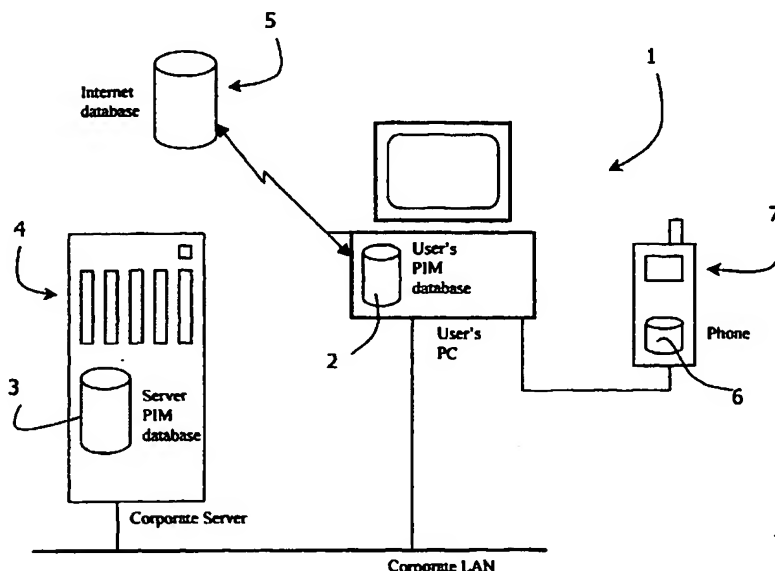 5
1
Internet
database
7
4
User's
PIM
database
User's
PC
2
Phone
6
3
Server
PIM
database
Corporate Server
Corporate LAN